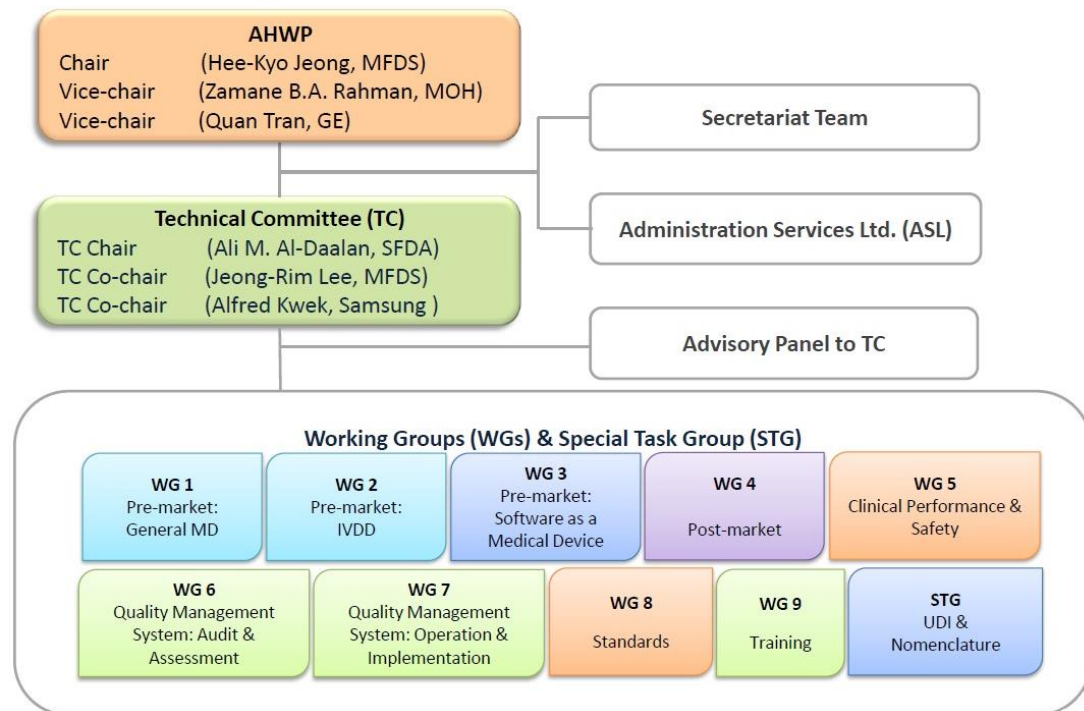 AHWP
Chair (Hee-Kyo Jeong, MFDS)
Vice-chair (Zamane B.A. Rahman, MOH)
Vice-chair (Quan Tran, GE)
Secretariat Team
Technical Committee (TC)
TC Chair (Ali M. Al-Daalan, SFDA)
TC Co-chair (Jeong-Rim Lee, MFDS)
TC Co-chair (Alfred Kwek, Samsung )
Administration Services Ltd. (ASL)
Advisory Panel to TC
Working Groups (WGs) & Special Task Group (STG)
WG 1
Pre-market:
General MD
WG 2
Pre-market:
IVDD
WG 3
Pre-market:
Software as a
Medical Device
WG 4
Post-market
WG 5
Clinical Performance &
Safety
WG 6
Quality Management
System: Audit &
Assessment
WG 7
Quality Management
System: Operation &
Implementation
WG 8
Standards
WG 9
Training
STG
UDI &
Nomenclature